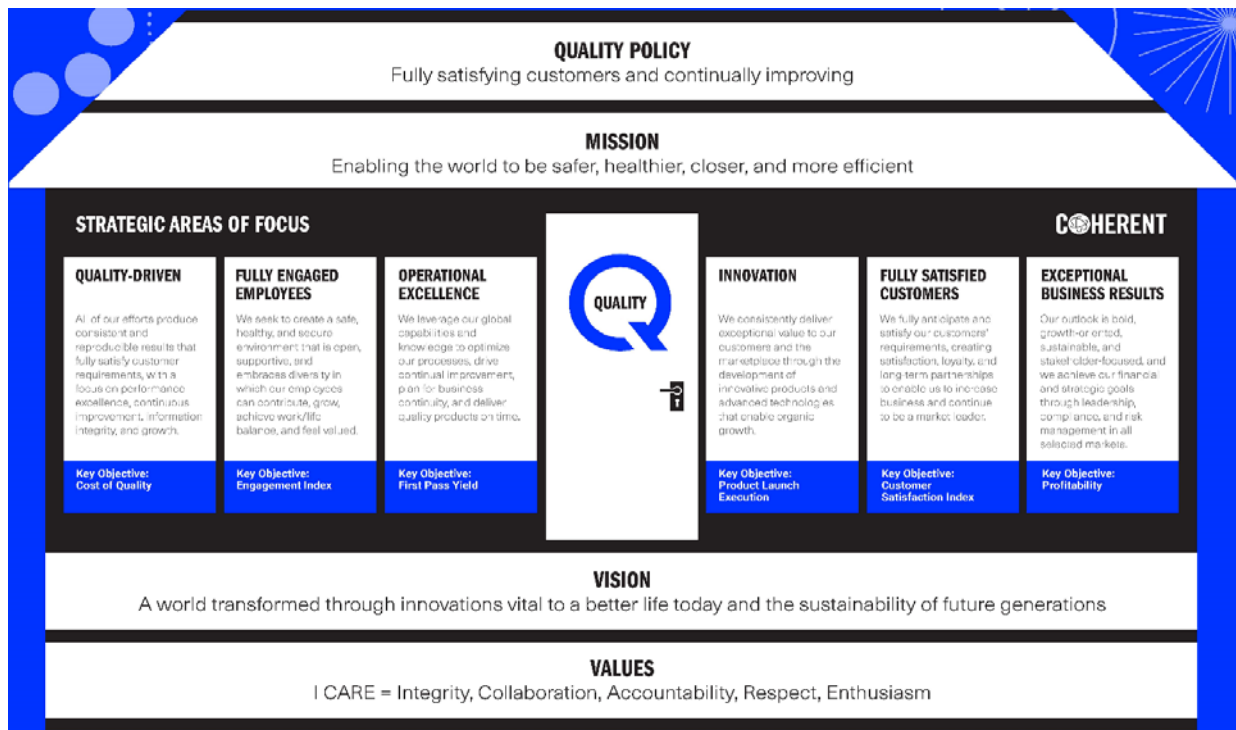 QUALITY POLICY
Fully satisfying customers and continually improving
MISSION
Enabling the world to be safer, healthier, closer, and more efficient
STRATEGIC AREAS OF FOCUS
COHERENT
QUALITY-DRIVEN
All of our efforts produce
consistent and
reproducible results that
fully satisfy customer
requirements, with a
focus on performance
excellence, continuous
improvement, information
integrity, and growth.
Key Objective:
Cost of Quality
FULLY ENGAGED
EMPLOYEES
We seek to create a safe,
healthy, and secure
environment that is open,
supportive, and
embraces diversity in
which our employees
can contribute, grow,
achieve work/life
balance, and feel valued.
Key Objective:
Engagement Index
OPERATIONAL
EXCELLENCE
We leverage our global
capabilities and
knowledge to optimize
our processes, drive
continual improvement,
plan for business
continuity, and deliver
quality products on time.
Key Objective:
First Pass Yield
QUALITY
INNOVATION
We consistently deliver
exceptional value to our
customers and the
marketplace through the
development of
innovative products and
advanced technologies
that enable organic
growth.
Key Objective:
Product Launch
Execution
FULLY SATISFIED
CUSTOMERS
We fully anticipate and
satisfy our customers'
requirements, creating
satisfaction, loyalty, and
long-term partnerships
to enable us to increase
business and continue
to be a market leader.
Key Objective:
Customer
Satisfaction Index
EXCEPTIONAL
BUSINESS RESULTS
Our outlook is bold,
growth-oriented,
sustainable, and
stakeholder-focused, and
we achieve our financial
and strategic goals
through leadership,
compliance, and risk
management in all
selected markets.
Key Objective:
Profitability
VISION
A world transformed through innovations vital to a better life today and the sustainability of future generations
VALUES
I CARE = Integrity, Collaboration, Accountability, Respect, Enthusiasm